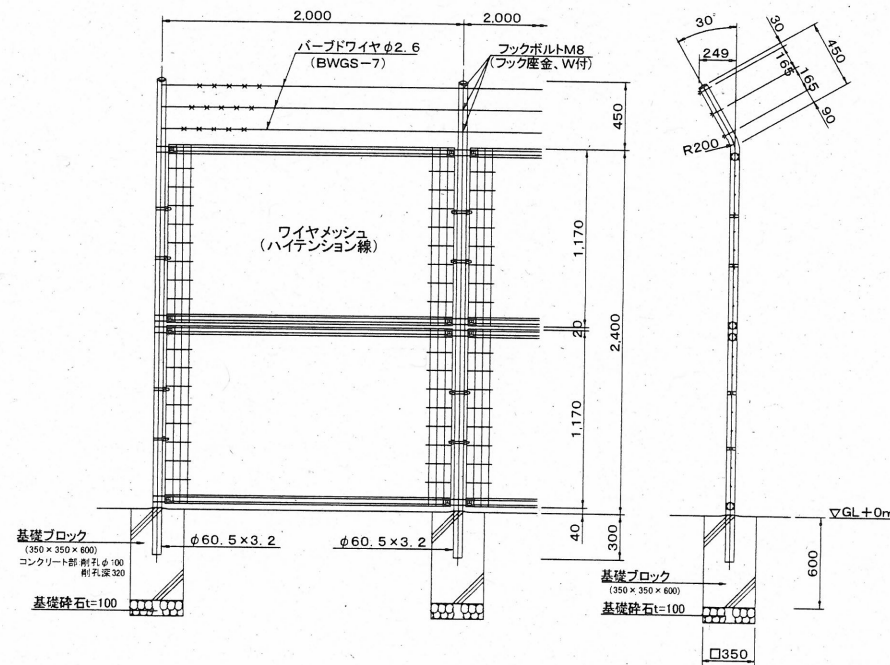 2,000
2,000
バーブドワイヤφ2.6
(BWGS-7)
フックボルトM8
(フック座金、W付)
450
ワイヤメッシュ
(ハイテンション線)
1,170
20
2,400
1,170
40
300
基礎ブロック
(350×350×600)
コンクリート部:削孔φ100
削孔深320
φ60.5×3.2
φ60.5×3.2
基礎砕石t=100
30°
249
30
450
165
165
90
R200
▽GL+0m
600
基礎ブロック
(350×350×600)
基礎砕石t=100
□350